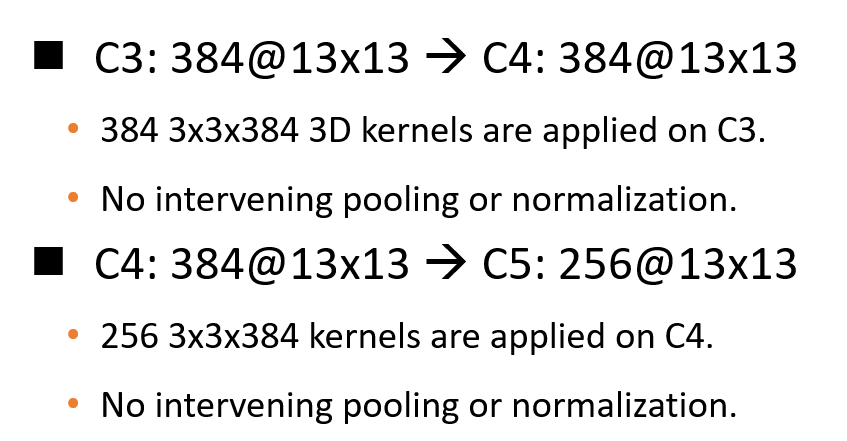 ■ C3: 384@13x13 → C4: 384@13x13
• 384 3x3x384 3D kernels are applied on C3.
• No intervening pooling or normalization.
■ C4: 384@13x13 → C5: 256@13x13
• 256 3x3x384 kernels are applied on C4.
• No intervening pooling or normalization.